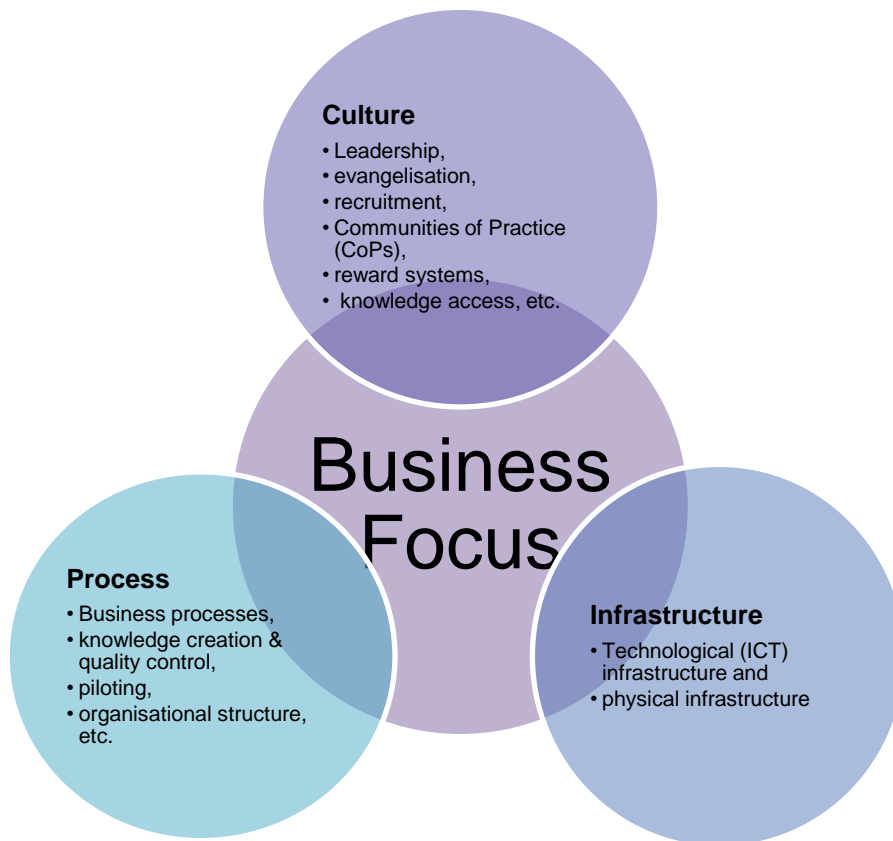 Culture
• Leadership,
• evangelisation,
• recruitment,
• Communities of Practice
(CoPs),
• reward systems,
• knowledge access, etc.
Business
Focus
Process
• Business processes,
• knowledge creation &
quality control,
• piloting,
• organisational structure,
etc.
Infrastructure
• Technological (ICT)
infrastructure and
• physical infrastructure